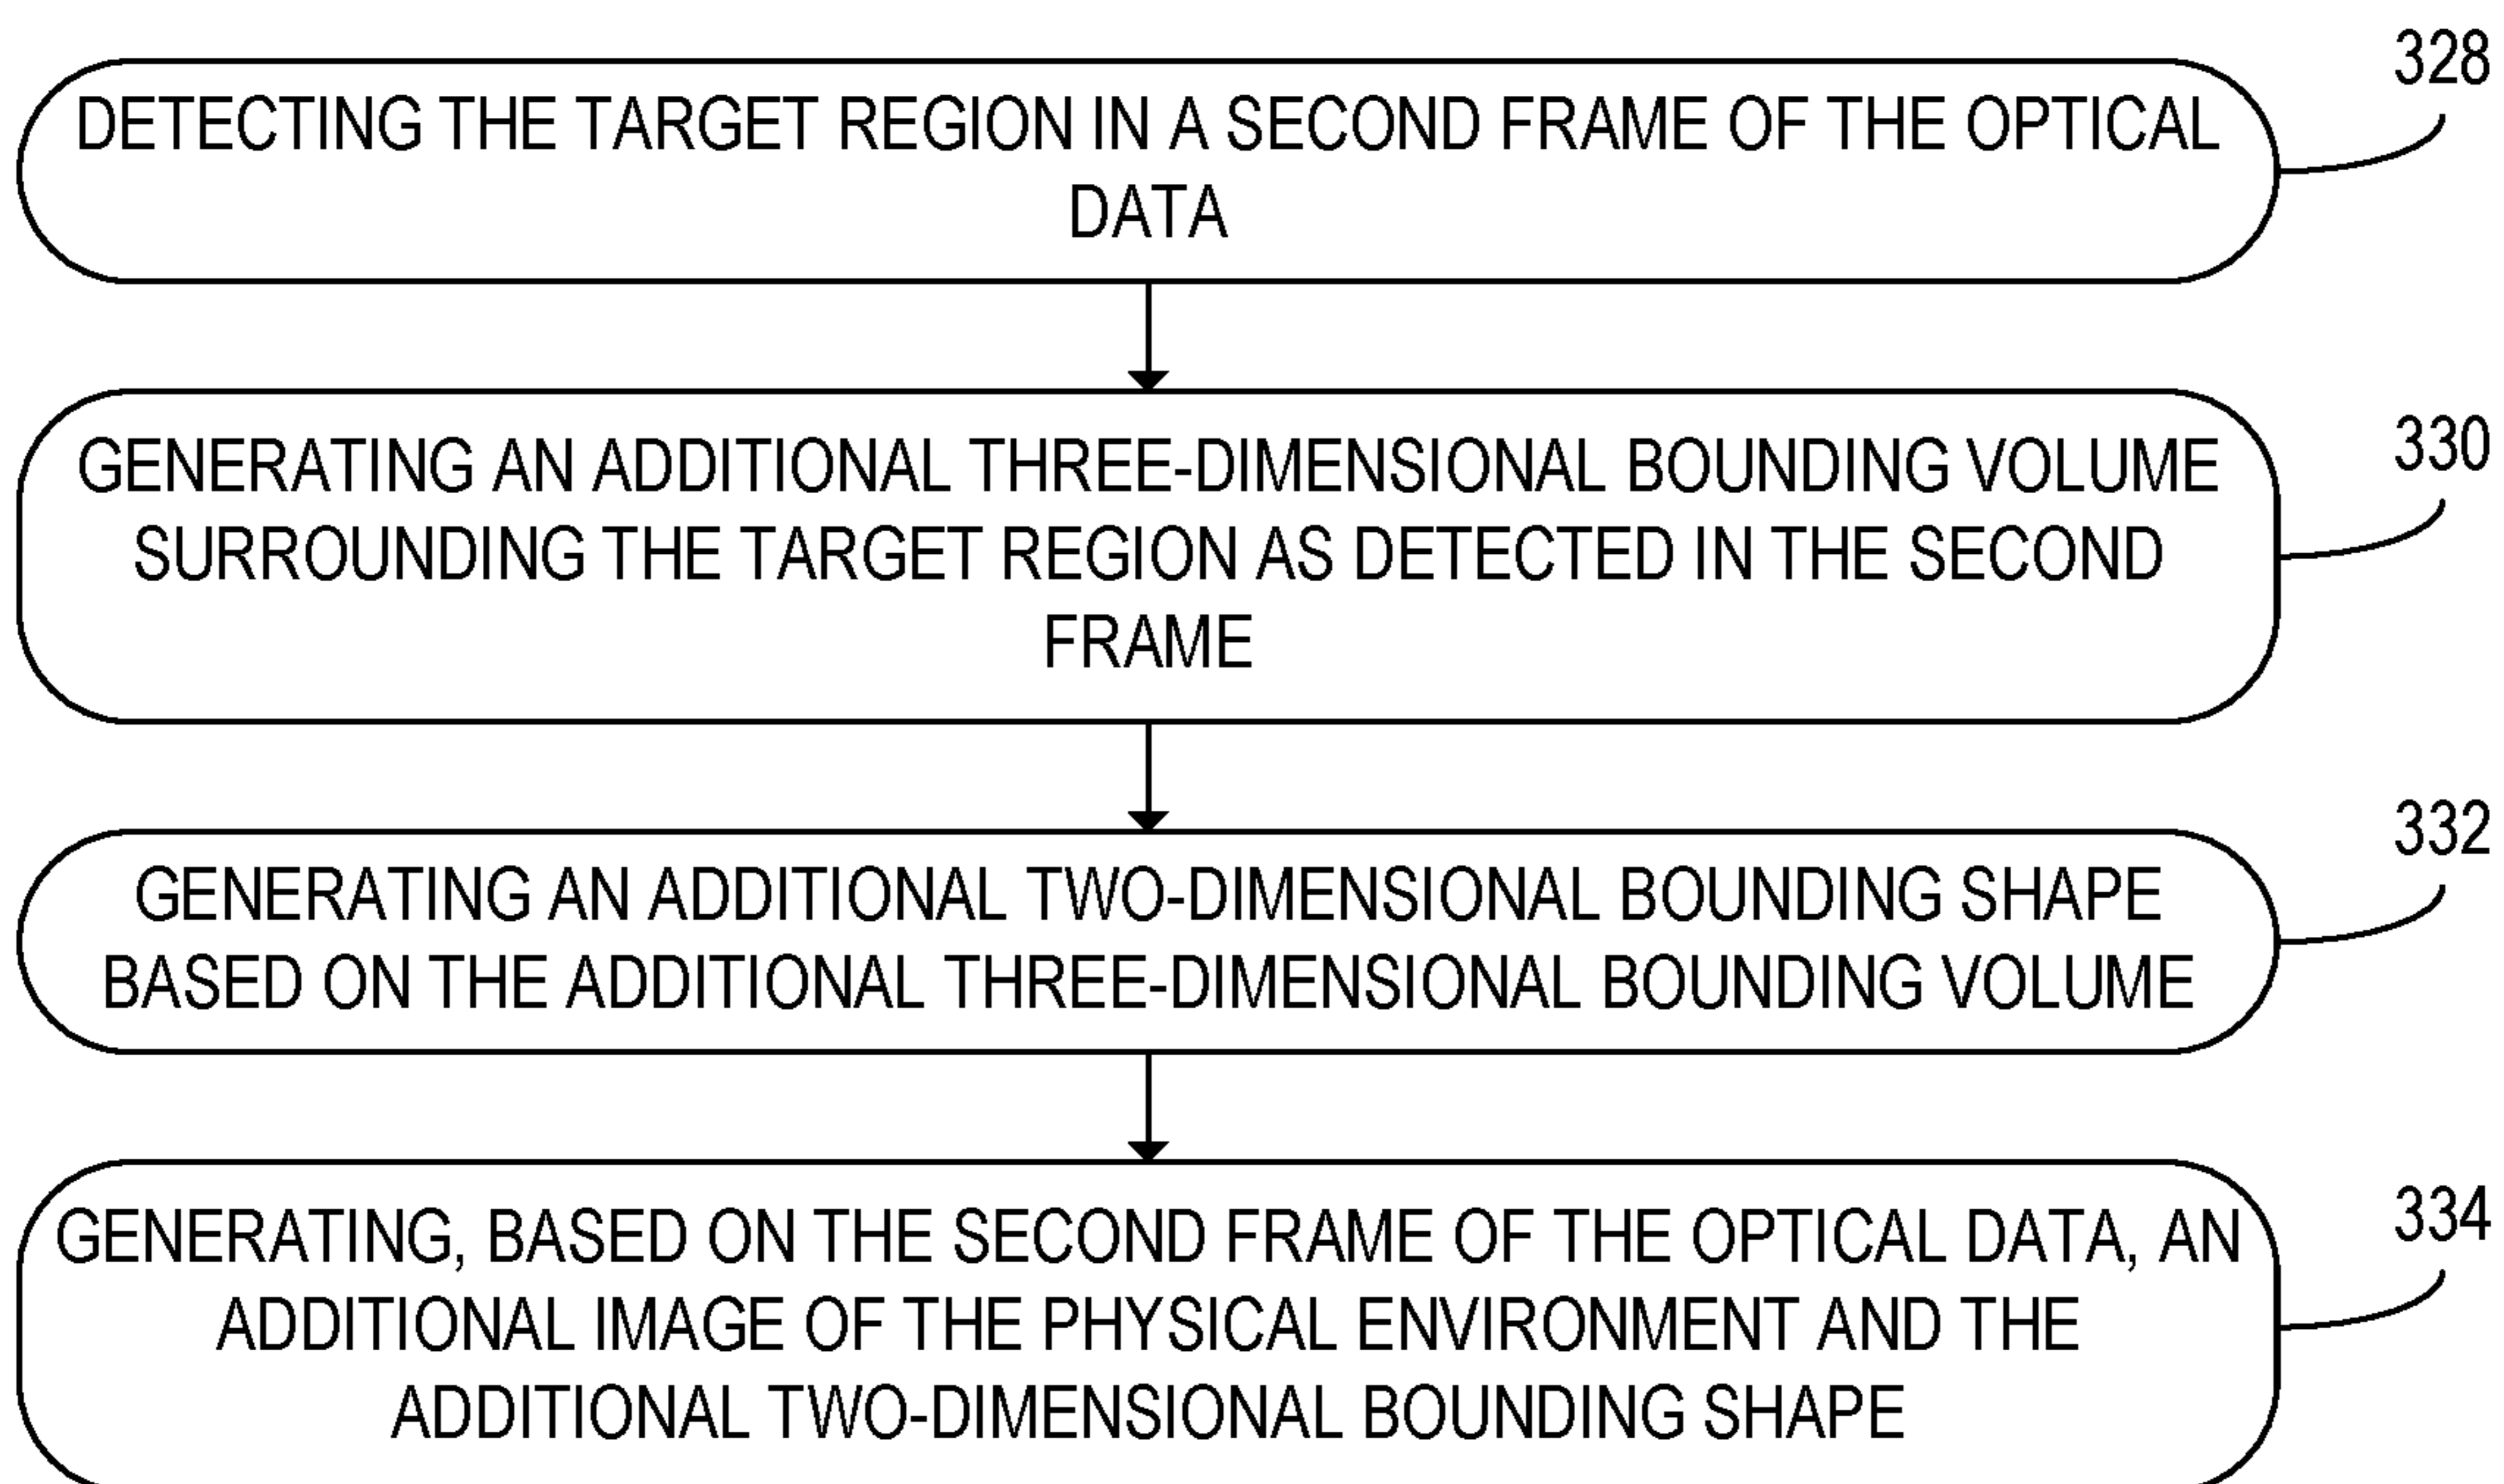 328
DETECTING THE TARGET REGION IN A SECOND FRAME OF THE OPTICAL
DATA
330
GENERATING AN ADDITIONAL THREE-DIMENSIONAL BOUNDING VOLUME
SURROUNDING THE TARGET REGION AS DETECTED IN THE SECOND
FRAME
332
GENERATING AN ADDITIONAL TWO-DIMENSIONAL BOUNDING SHAPE
BASED ON THE ADDITIONAL THREE-DIMENSIONAL BOUNDING VOLUME
334
GENERATING, BASED ON THE SECOND FRAME OF THE OPTICAL DATA, AN
ADDITIONAL IMAGE OF THE PHYSICAL ENVIRONMENT AND THE
ADDITIONAL TWO-DIMENSIONAL BOUNDING SHAPE